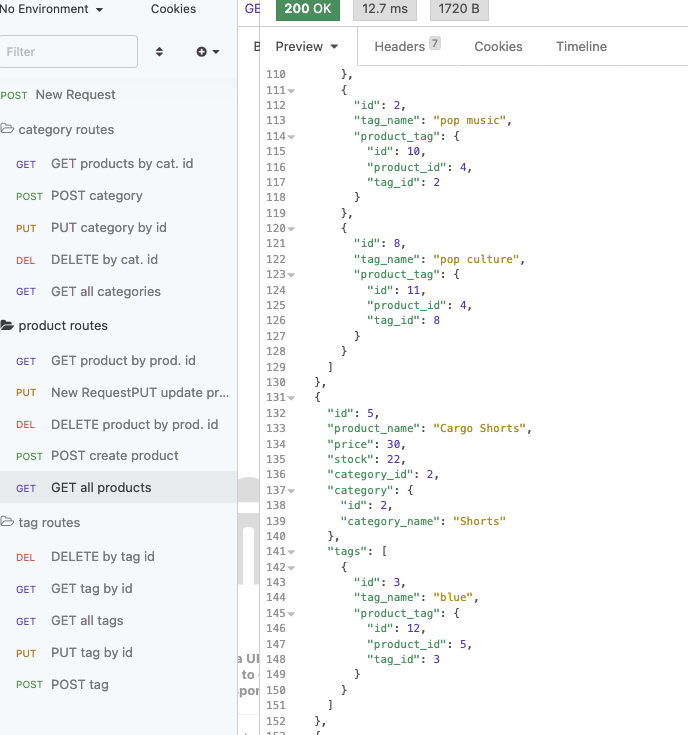 No Environment
Cookies
Filter
POST New Request
category routes
GET GET products by cat. id
POST POST category
PUT PUT category by id
DEL DELETE by cat. id
GET GET all categories
product routes
GET GET product by prod. id
PUT New RequestPUT update pr...
DEL DELETE product by prod. id
POST POST create product
GET GET all products
tag routes
DEL DELETE by tag id
GET GET tag by id
GET GET all tags
PUT PUT tag by id
POST POST tag
GE
200 OK 12.7 ms 1720 B
B
Preview Headers 7 Cookies Timeline
110 },
111 {
112 "id": 2,
113 "tag_name": "pop music",
114 "product_tag": {
115 "id": 10,
116 "product_id": 4,
117 "tag_id": 2
118 }
119 },
120 {
121 "id": 8,
122 "tag_name": "pop culture",
123 "product_tag": {
124 "id": 11,
125 "product_id": 4,
126 "tag_id": 8
127 }
128 }
129 ]
130 },
131 {
132 "id": 5,
133 "product_name": "Cargo Shorts",
134 "price": 30,
135 "stock": 22,
136 "category_id": 2,
137 "category": {
138 "id": 2,
139 "category_name": "Shorts"
140 },
141 "tags": [
142 {
143 "id": 3,
144 "tag_name": "blue",
145 "product_tag": {
146 "id": 12,
147 "product_id": 5,
148 "tag_id": 3
149 }
150 }
151 ]
152 },